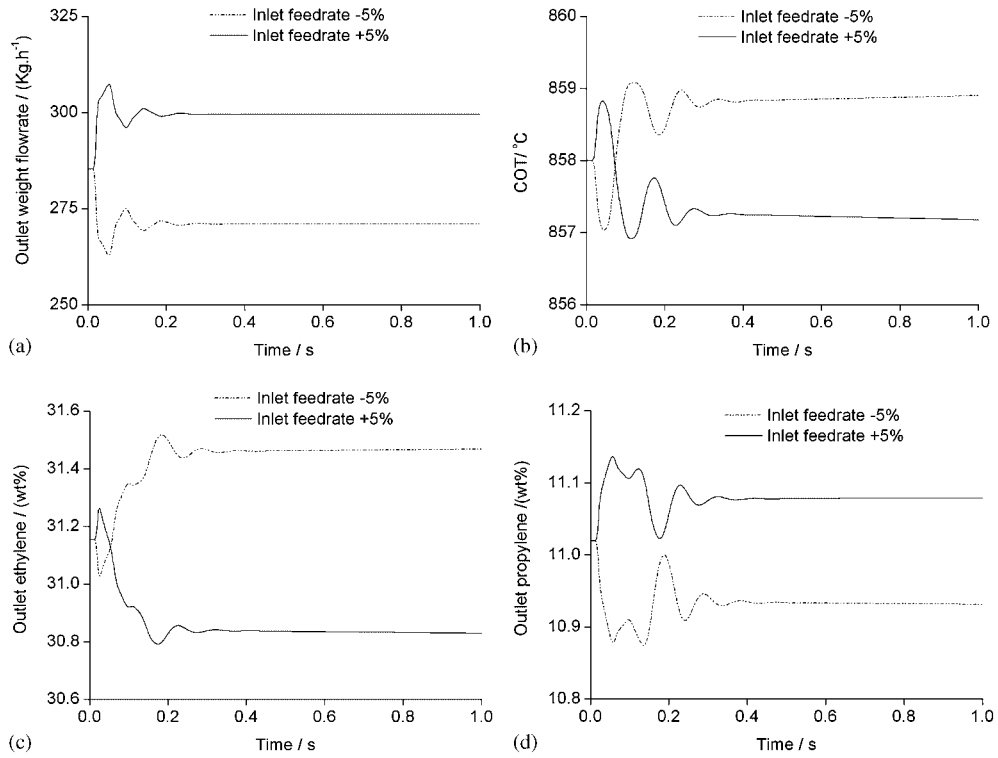 Inlet feedrate -5%
Inlet feedrate +5%
Outlet weight flowrate / (Kg.h-1)
300
275
250
0.0 0.2 0.4 0.6 0.8 1.0
(a)
Time / s
Inlet feedrate -5%
Inlet feedrate +5%
COT/ °C
860
859
858
857
856
0.0 0.2 0.4 0.6 0.8 1.0
(b)
Time / s
Inlet feedrate -5%
Inlet feedrate +5%
Outlet ethylene / (wt%)
31.6
31.4
31.2
31.0
30.8
30.6
0.0 0.2 0.4 0.6 0.8 1.0
(c)
Time / s
Inlet feedrate -5%
Inlet feedrate +5%
Outlet propylene /(wt%)
11.2
11.1
11.0
10.9
10.8
0.0 0.2 0.4 0.6 0.8 1.0
(d)
Time / s
325